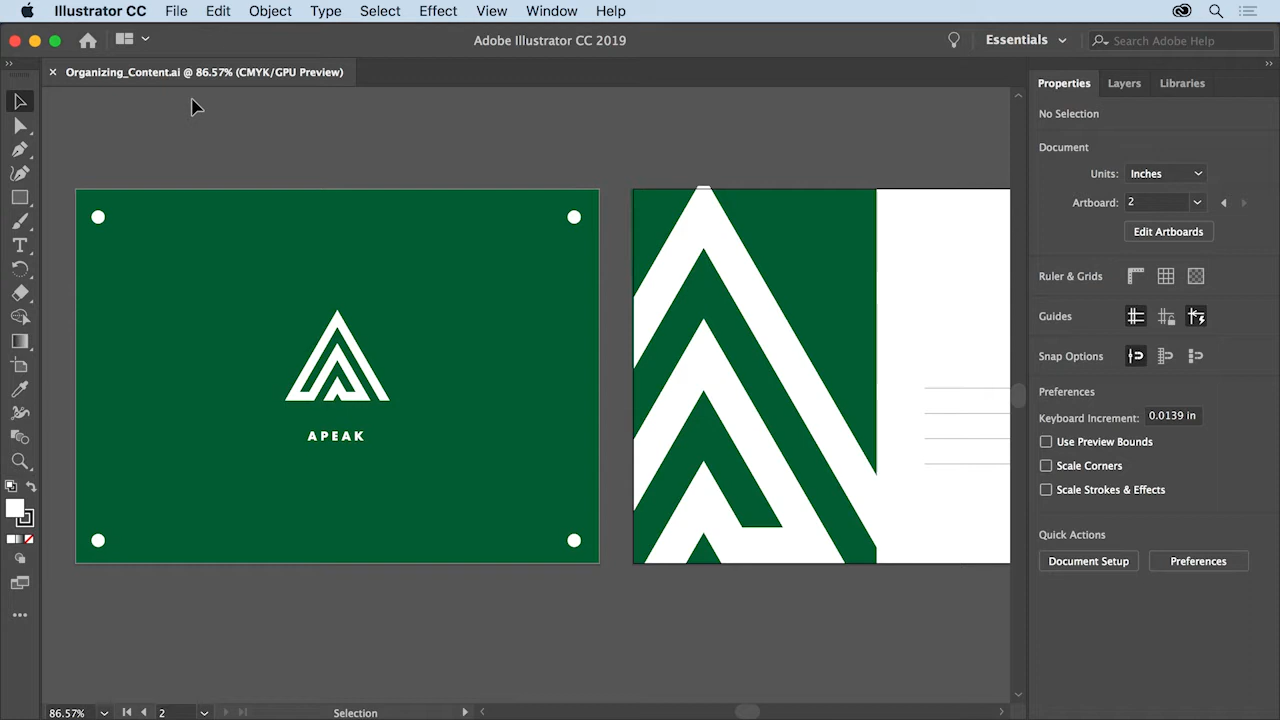 Illustrator CC File Edit Object Type Select Effect View Window Help
Adobe Illustrator CC 2019
Essentials
Search Adobe Help
× Organizing_Content.ai @ 86.57% (CMYK/GPU Preview)
Properties Layers Libraries
No Selection
Document
Units: Inches
Artboard: 2
Edit Artboards
Ruler & Grids
Guides
Snap Options
Preferences
Keyboard Increment: 0.0139 in
Use Preview Bounds
Scale Corners
Scale Strokes & Effects
Quick Actions
Document Setup Preferences
APEAK
86.57% 2 Selection